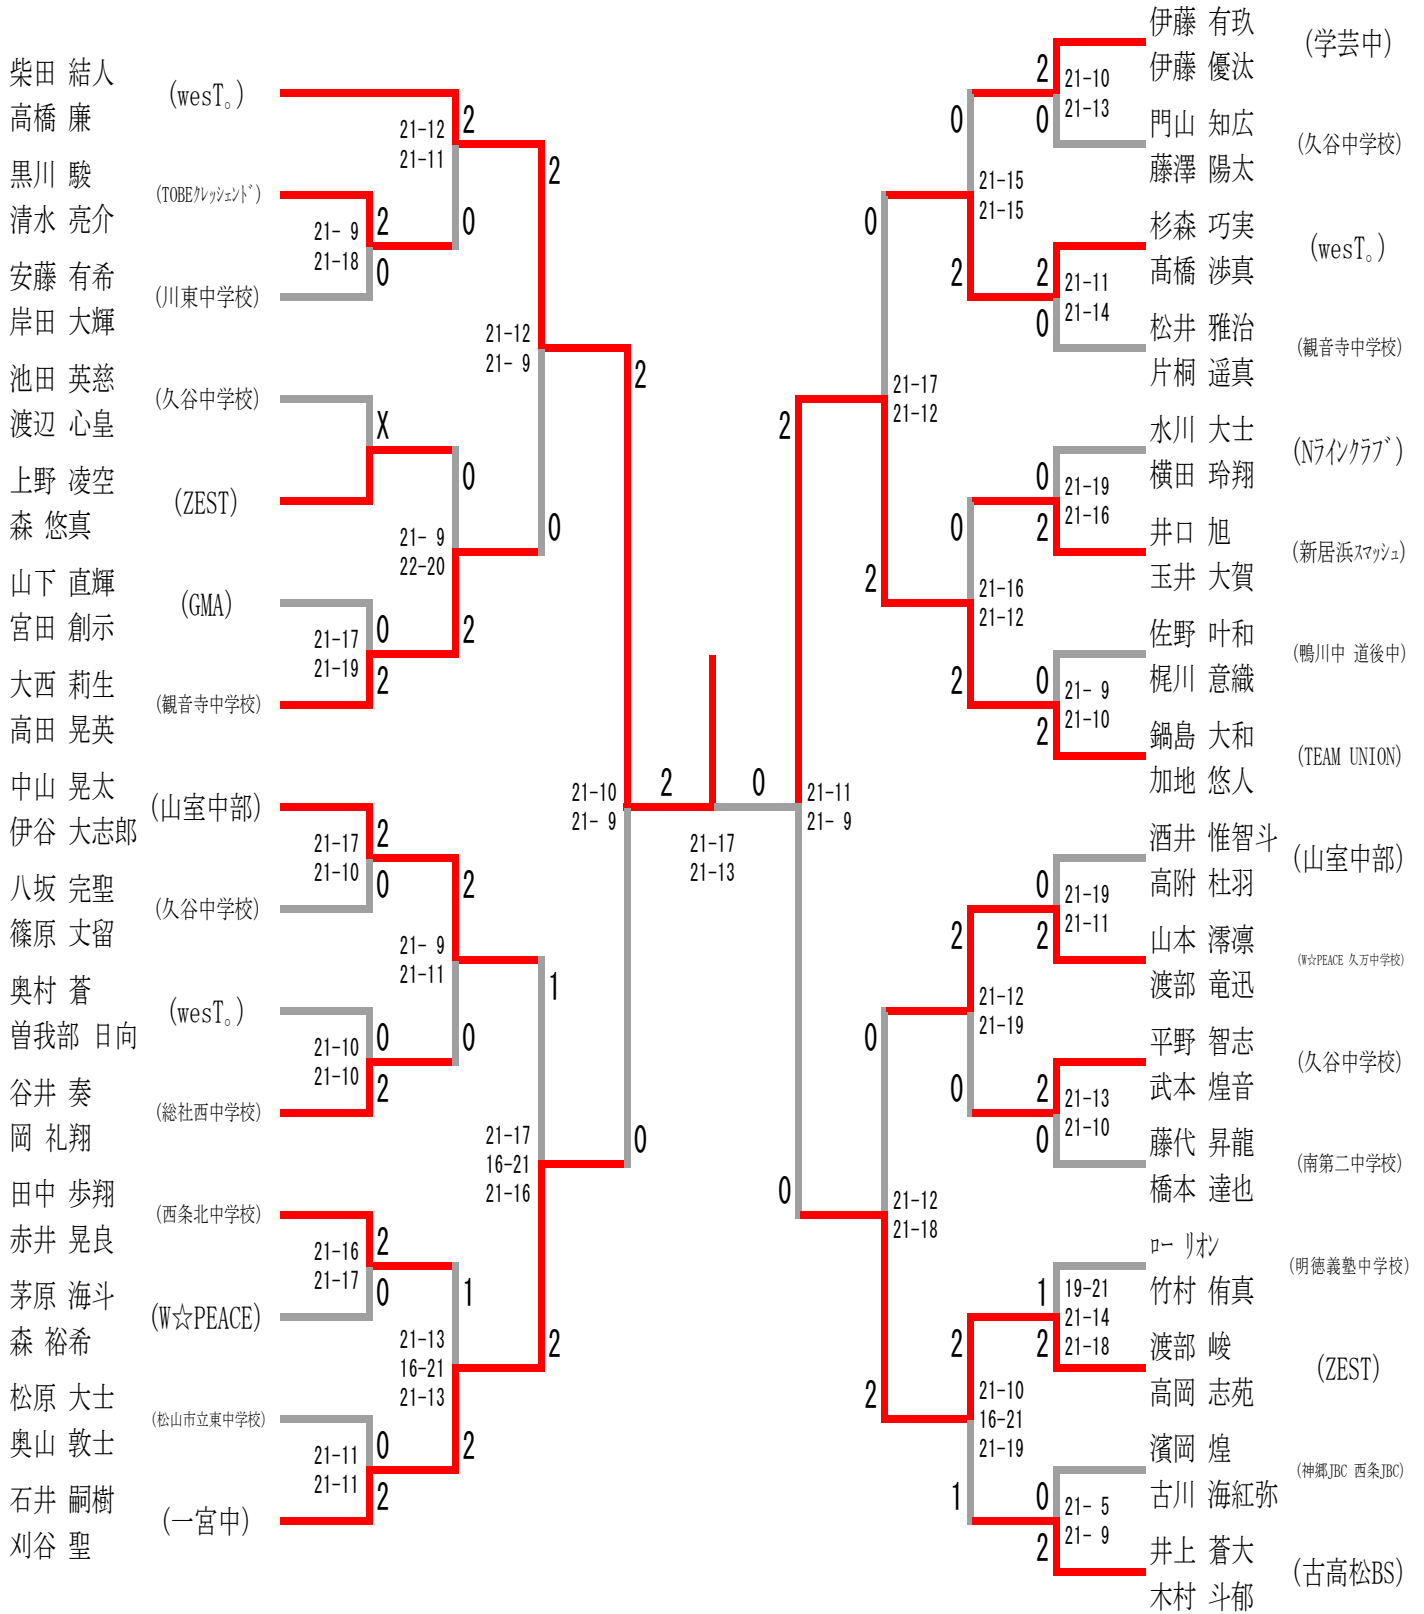 柴田 結人
高橋 廉
(wesT。)
黒川 駿
清水 亮介
(TOBEｸﾚｯｼｪﾝﾄﾞ)
安藤 有希
岸田 大輝
(川東中学校)
池田 英慈
渡辺 心皇
(久谷中学校)
上野 凌空
森 悠真
(ZEST)
山下 直輝
宮田 創示
(GMA)
大西 莉生
高田 晃英
(観音寺中学校)
中山 晃太
伊谷 大志郎
(山室中部)
八坂 完聖
篠原 丈留
(久谷中学校)
奥村 蒼
曽我部 日向
(wesT。)
谷井 奏
岡 礼翔
(総社西中学校)
田中 歩翔
赤井 晃良
(西条北中学校)
茅原 海斗
森 裕希
(W☆PEACE)
松原 大士
奥山 敦士
(松山市立東中学校)
石井 嗣樹
刈谷 聖
(一宮中)
2
0
21- 9
21-18
X
0
2
21-17
21-19
2
0
21-17
21-10
0
2
21-10
21-10
2
0
21-16
21-17
0
2
21-11
21-11
2
0
21-12
21-11
0
2
21- 9
22-20
2
0
21- 9
21-11
1
2
21-13
16-21
21-13
2
0
21-12
21- 9
1
2
21-17
16-21
21-16
2
0
21-10
21- 9
2
0
21-17
21-13
2
0
21-11
21- 9
0
2
21-17
21-12
0
2
21-12
21-18
0
2
21-15
21-15
0
2
21-16
21-12
2
0
21-12
21-19
2
1
21-10
16-21
21-19
2
0
21-10
21-13
2
0
21-11
21-14
0
2
21-19
21-16
0
2
21- 9
21-10
0
2
21-19
21-11
2
0
21-13
21-10
1
2
19-21
21-14
21-18
0
2
21- 5
21- 9
伊藤 有玖
伊藤 優汰
(学芸中)
門山 知広
藤澤 陽太
(久谷中学校)
杉森 巧実
髙橋 渉真
(wesT。)
松井 雅治
片桐 遥真
(観音寺中学校)
水川 大士
横田 玲翔
(Nﾗｲﾝｸﾗﾌﾞ)
井口 旭
玉井 大賀
(新居浜ｽﾏｯｼｭ)
佐野 叶和
梶川 意織
(鴨川中 道後中)
鍋島 大和
加地 悠人
(TEAM UNION)
酒井 惟智斗
高附 杜羽
(山室中部)
山本 澪凛
渡部 竜迅
(W☆PEACE 久万中学校)
平野 智志
武本 煌音
(久谷中学校)
藤代 昇龍
橋本 達也
(南第二中学校)
ﾛｰ ﾘｵﾝ
竹村 侑真
(明徳義塾中学校)
渡部 峻
高岡 志苑
(ZEST)
濱岡 煌
古川 海紅弥
(神郷JBC 西条JBC)
井上 蒼大
木村 斗郁
(古高松BS)